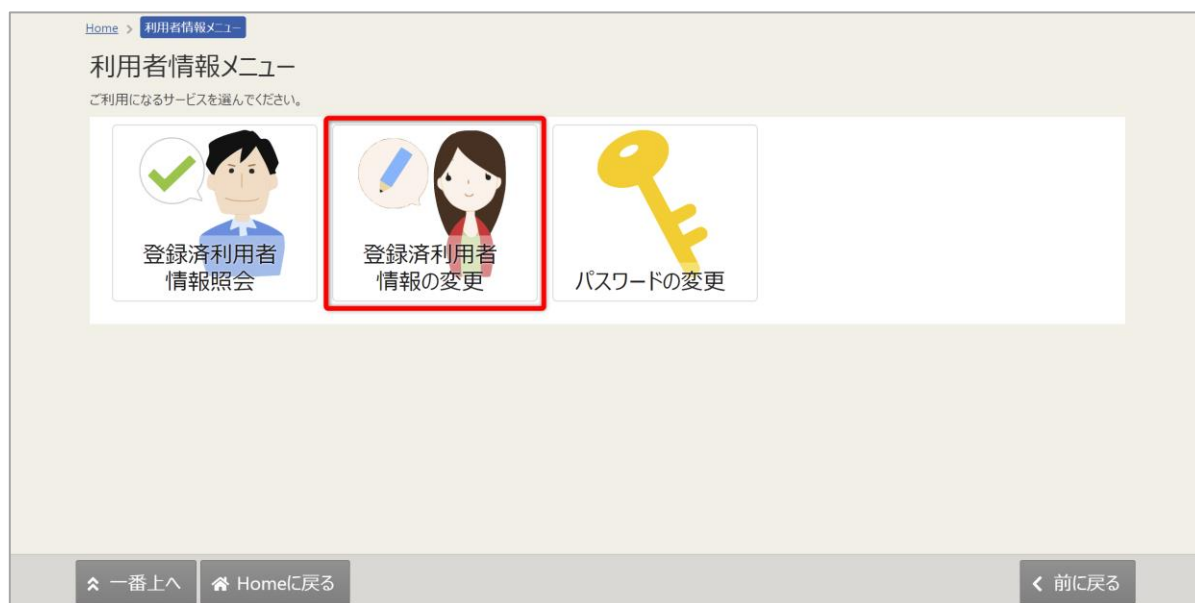 Home > 利用者情報メニュー
利用者情報メニュー
ご利用になるサービスを選んでください。
登録済利用者
情報照会
登録済利用者
情報の変更
パスワードの変更
一番上へ
Homeに戻る
前に戻る